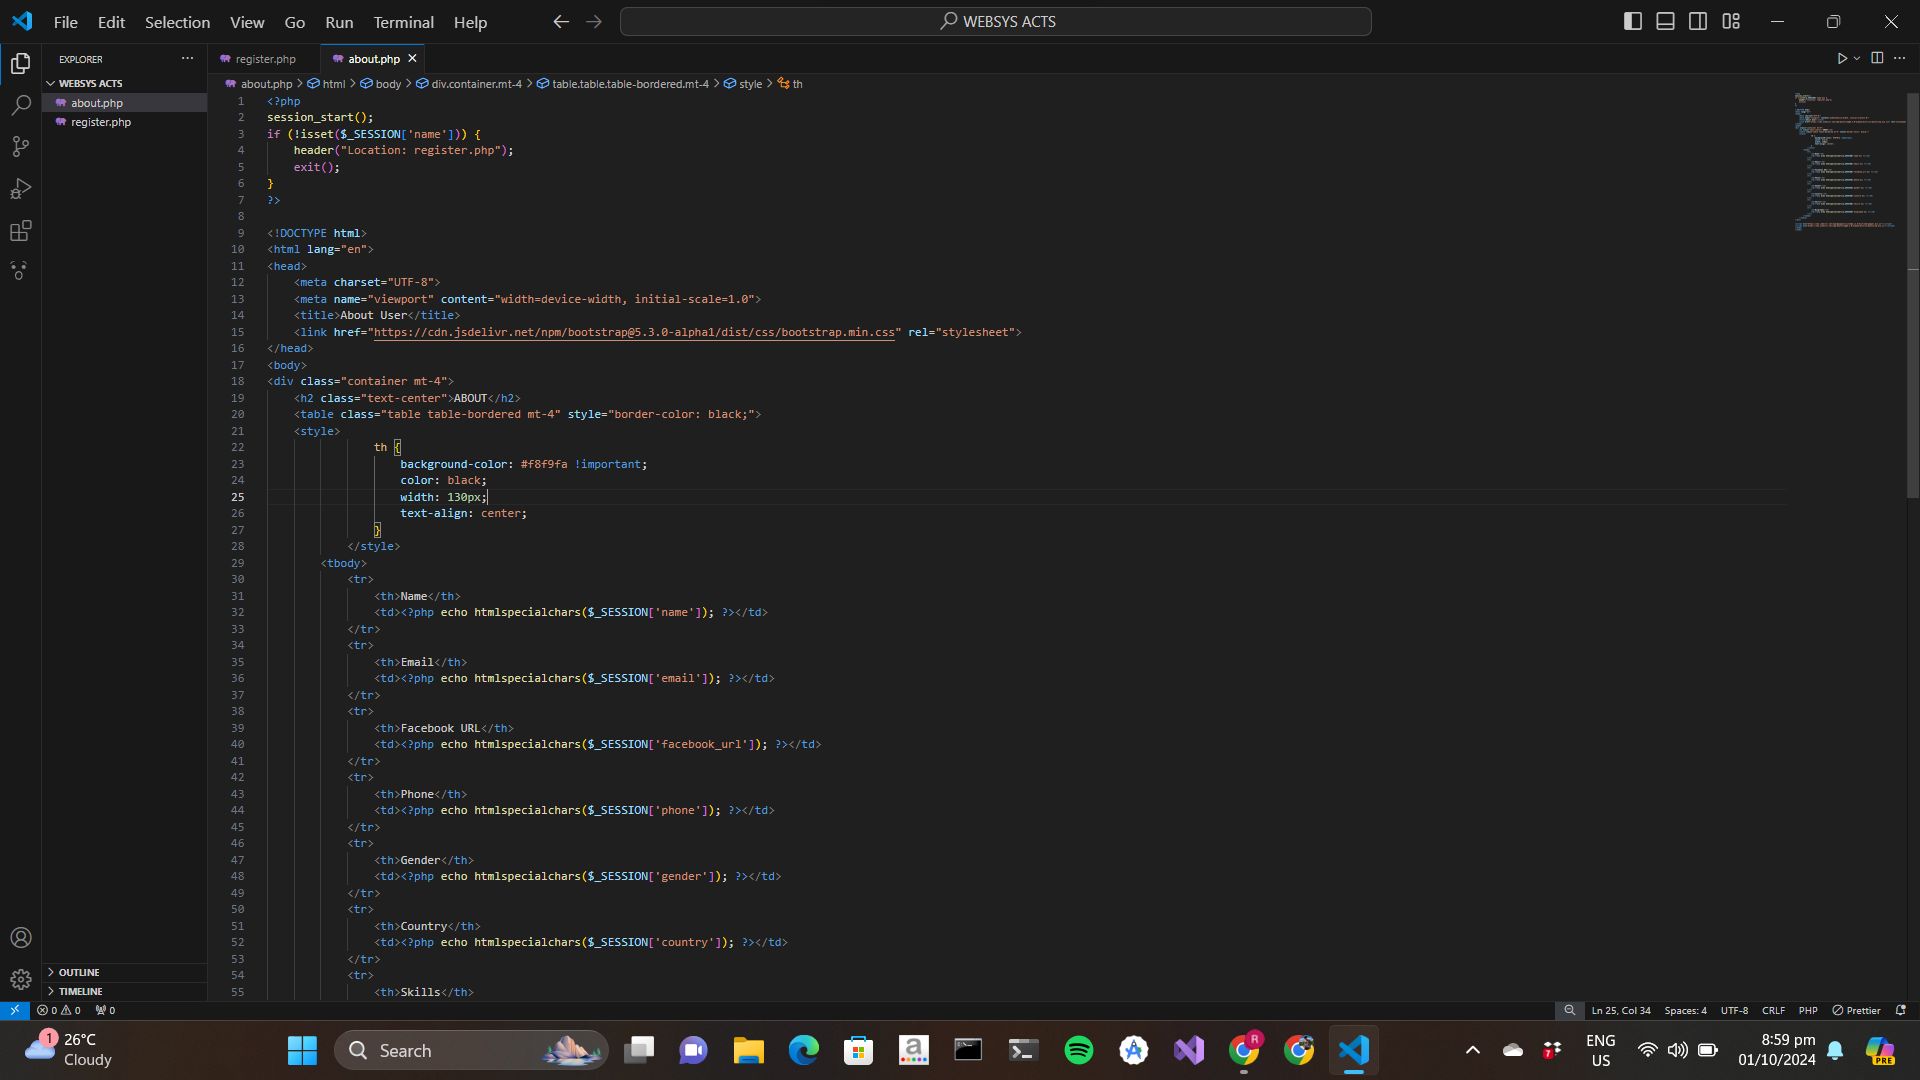 File Edit Selection View Go Run Terminal Help
WEBSYS ACTS
EXPLORER
WEBSYS ACTS
about.php
register.php
OUTLINE
TIMELINE
register.php about.php
about.php > html > body > div.container.mt-4 > table.table.table-bordered.mt-4 > style > th
1 <?php
2 session_start();
3 if (!isset($_SESSION['name'])) {
4 header("Location: register.php");
5 exit();
6 }
7 ?>
8
9 <!DOCTYPE html>
10 <html lang="en">
11 <head>
12 <meta charset="UTF-8">
13 <meta name="viewport" content="width=device-width, initial-scale=1.0">
14 <title>About User</title>
15 <link href="https://cdn.jsdelivr.net/npm/bootstrap@5.3.0-alpha1/dist/css/bootstrap.min.css" rel="stylesheet">
16 </head>
17 <body>
18 <div class="container mt-4">
19 <h2 class="text-center">ABOUT</h2>
20 <table class="table table-bordered mt-4" style="border-color: black;">
21 <style>
22 th {
23 background-color: #f8f9fa !important;
24 color: black;
25 width: 130px;
26 text-align: center;
27 }
28 </style>
29 <tbody>
30 <tr>
31 <th>Name</th>
32 <td><?php echo htmlspecialchars($_SESSION['name']); ?></td>
33 </tr>
34 <tr>
35 <th>Email</th>
36 <td><?php echo htmlspecialchars($_SESSION['email']); ?></td>
37 </tr>
38 <tr>
39 <th>Facebook URL</th>
40 <td><?php echo htmlspecialchars($_SESSION['facebook_url']); ?></td>
41 </tr>
42 <tr>
43 <th>Phone</th>
44 <td><?php echo htmlspecialchars($_SESSION['phone']); ?></td>
45 </tr>
46 <tr>
47 <th>Gender</th>
48 <td><?php echo htmlspecialchars($_SESSION['gender']); ?></td>
49 </tr>
50 <tr>
51 <th>Country</th>
52 <td><?php echo htmlspecialchars($_SESSION['country']); ?></td>
53 </tr>
54 <tr>
55 <th>Skills</th>
0 0 0
Ln 25, Col 34 Spaces: 4 UTF-8 CRLF PHP Prettier
1 26°C
Cloudy
Search
a
R
7
ENG
US
8:59 pm
01/10/2024
PRE